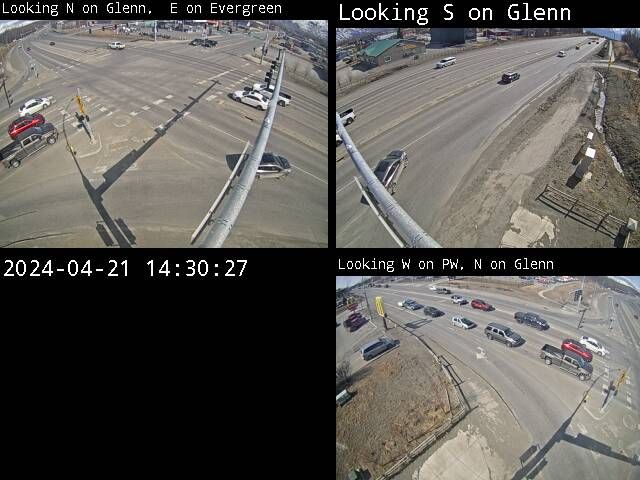 Looking N on Glenn,  E on Evergreen
Looking S on Glenn
2024-04-21 14:30:27
Looking W on PW, N on Glenn